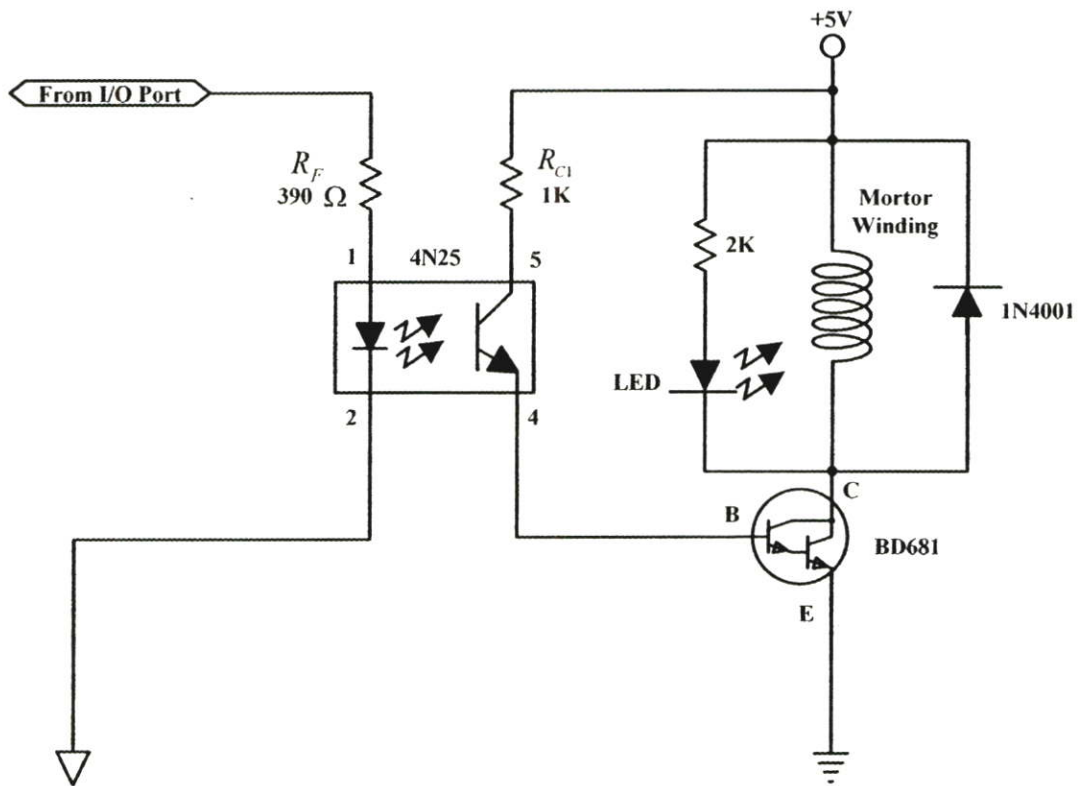 +5V
From I/O Port
R_F
390 Ω
R_C1
1K
Mortor
Winding
2K
1
4N25
5
1N4001
LED
2
4
C
B
BD681
E